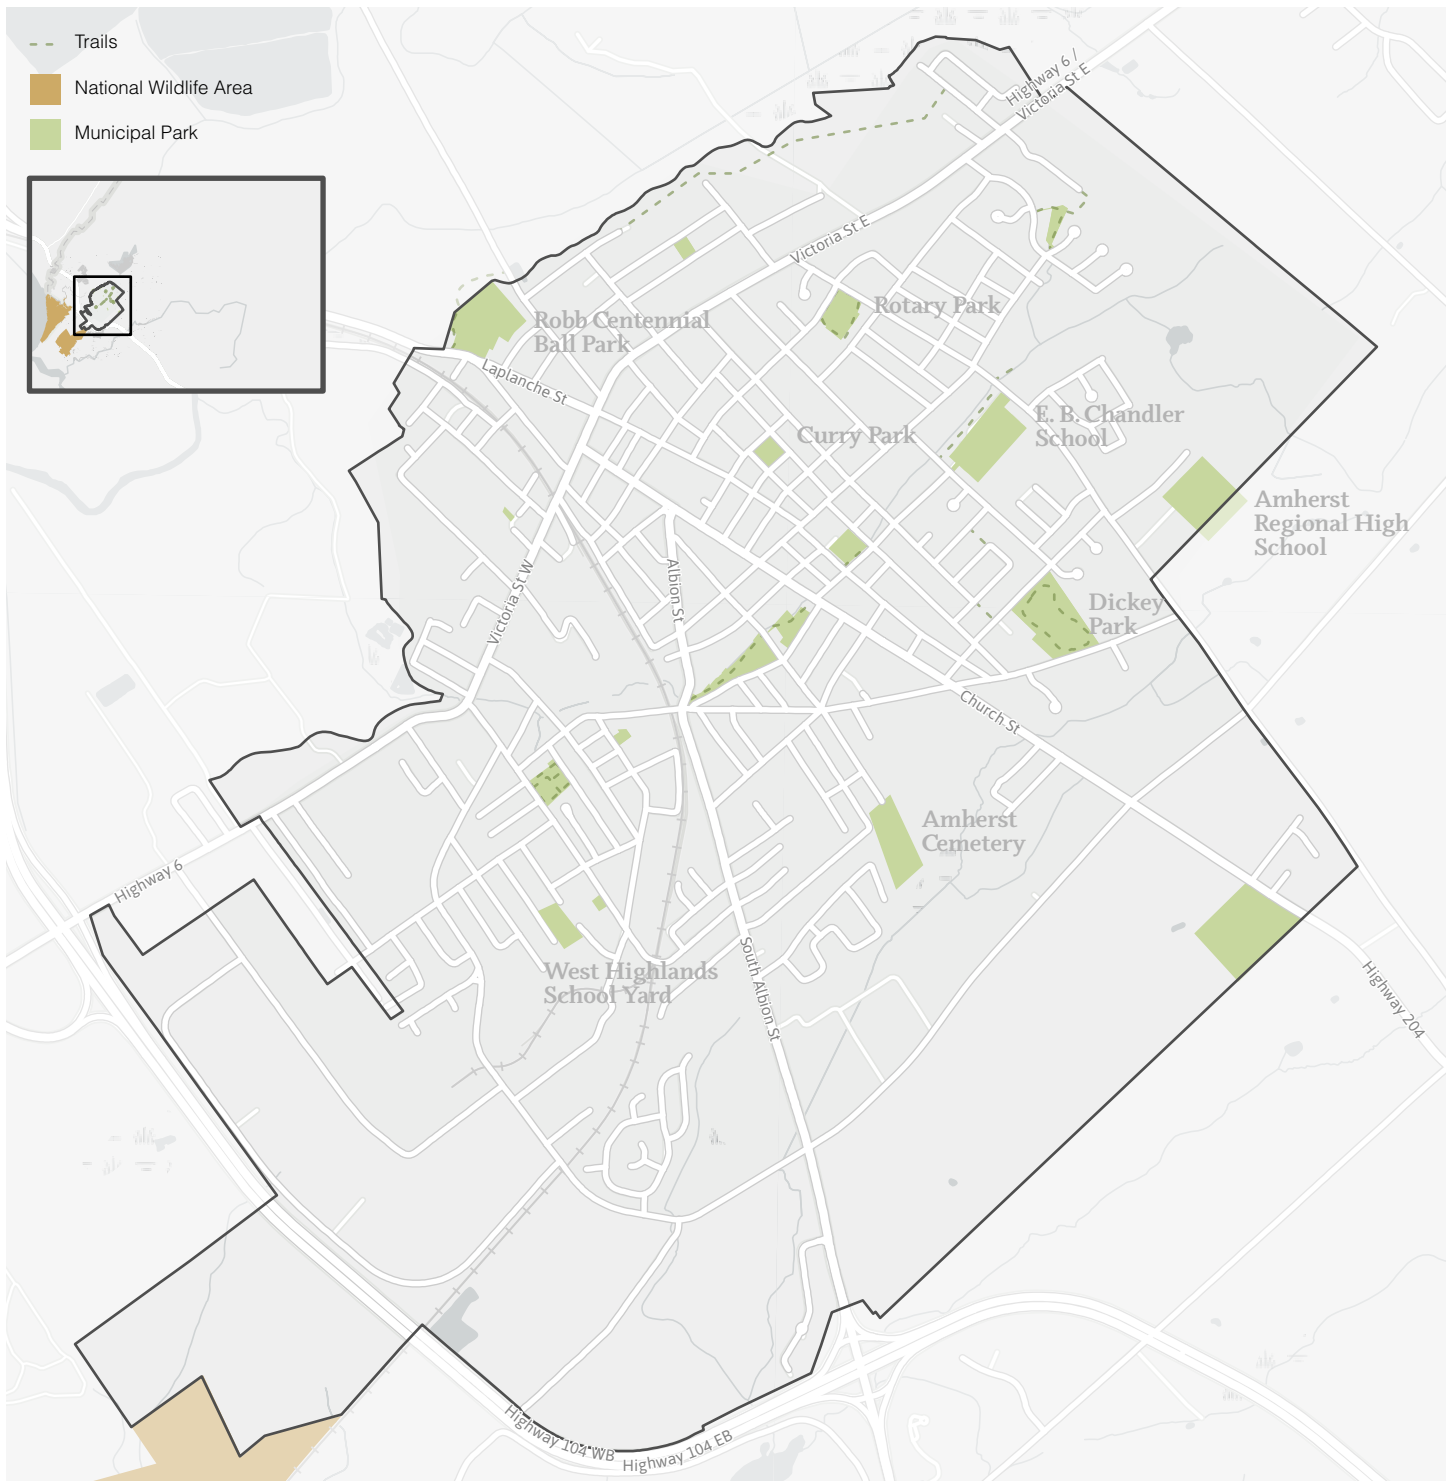 Trails
National Wildlife Area
Municipal Park
Highway 6 /
Victoria St E
Victoria St E
Rotary Park
Robb Centennial
Ball Park
Laplanche St
E. B. Chandler
School
Curry Park
Amherst
Regional High
School
Albion St
Victoria St W
Dickey
Park
Church St
Amherst
Cemetery
Highway 6
West Highlands
School Yard
South Albion St
Highway 204
Highway 104 WB
Highway 104 EB